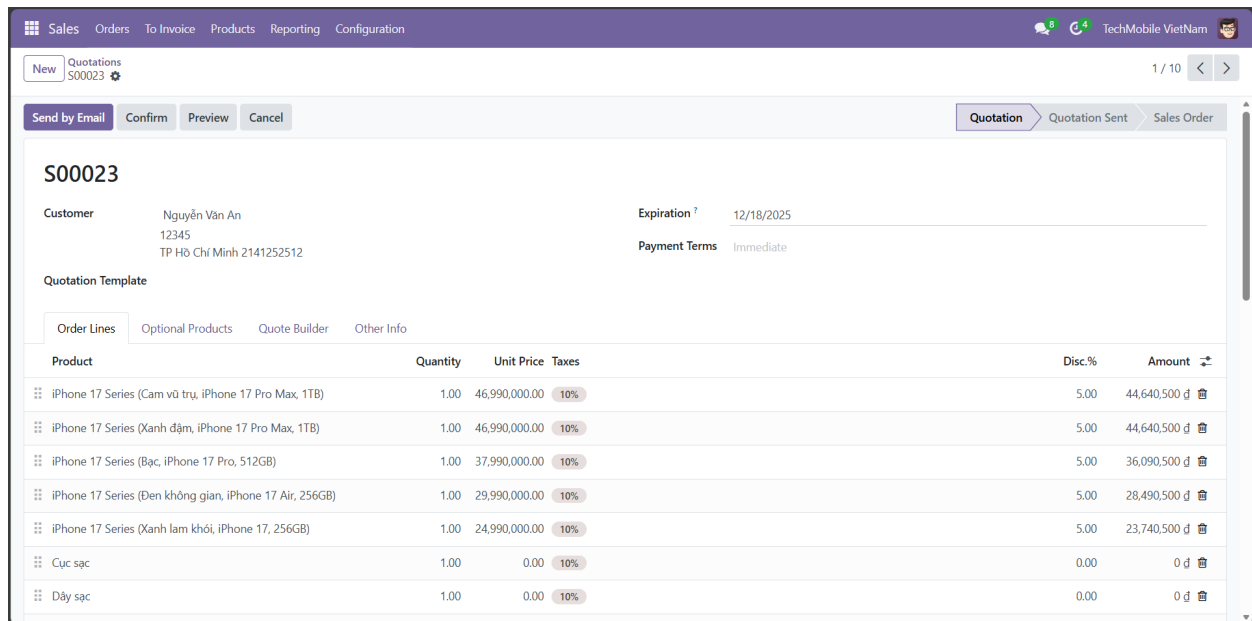 Sales Orders To Invoice Products Reporting Configuration 8 4 TechMobile VietNam
New Quotations
S00023 1 / 10
Send by Email Confirm Preview Cancel Quotation Quotation Sent Sales Order
S00023
Customer Nguyễn Văn An Expiration ? 12/18/2025
12345
TP Hồ Chí Minh 2141252512 Payment Terms Immediate
Quotation Template
Order Lines Optional Products Quote Builder Other Info
Product Quantity Unit Price Taxes Disc.% Amount
iPhone 17 Series (Cam vũ trụ, iPhone 17 Pro Max, 1TB) 1.00 46,990,000.00 10% 5.00 44,640,500 ₫
iPhone 17 Series (Xanh đậm, iPhone 17 Pro Max, 1TB) 1.00 46,990,000.00 10% 5.00 44,640,500 ₫
iPhone 17 Series (Bạc, iPhone 17 Pro, 512GB) 1.00 37,990,000.00 10% 5.00 36,090,500 ₫
iPhone 17 Series (Đen không gian, iPhone 17 Air, 256GB) 1.00 29,990,000.00 10% 5.00 28,490,500 ₫
iPhone 17 Series (Xanh lam khói, iPhone 17, 256GB) 1.00 24,990,000.00 10% 5.00 23,740,500 ₫
Cục sạc 1.00 0.00 10% 0.00 0 ₫
Dây sạc 1.00 0.00 10% 0.00 0 ₫